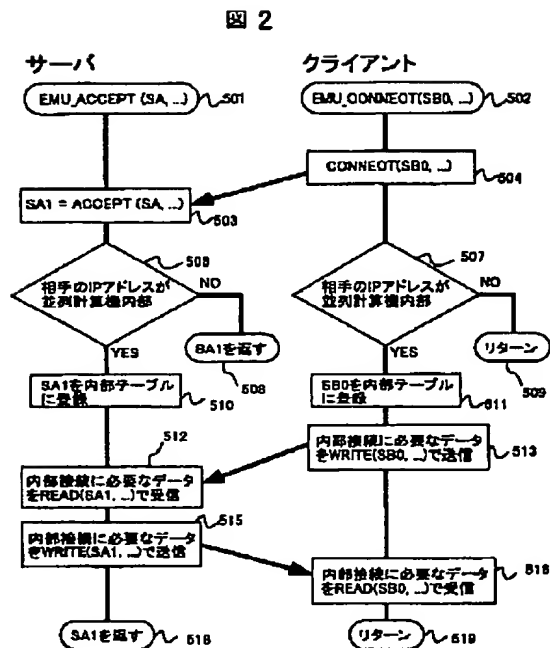 図 2
サーバ
クライアント
EMU_ACCEPT (SA, ...)
501
EMU_CONNECT(SB0, ...)
502
CONNECT(SB0, ...)
504
SA1 = ACCEPT (SA, ...)
503
相手のIPアドレスが
並列計算機内部
506
NO
YES
SA1を返す
508
相手のIPアドレスが
並列計算機内部
507
NO
YES
リターン
509
SA1を内部テーブル
に登録
510
SB0を内部テーブル
に登録
511
512
内部接続に必要なデータ
をWRITE(SB0, ...)で送信
513
内部接続に必要なデータ
をREAD(SA1, ...)で受信
515
内部接続に必要なデータ
をWRITE(SA1, ...)で送信
内部接続に必要なデータ
をREAD(SB0, ...)で受信
516
SA1を返す
518
リターン
519